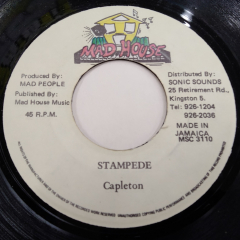 MAD HOUSE
Produced By:
MAD PEOPLE
Published By:
Mad House Music
45 R.P.M.
Distributed By:
SONIC SOUNDS
25 Retirement Rd.,
Kingston 5.
Tel: 926-1204
926-2036
MADE IN
JAMAICA
MSC 3110
STAMPEDE
Capleton